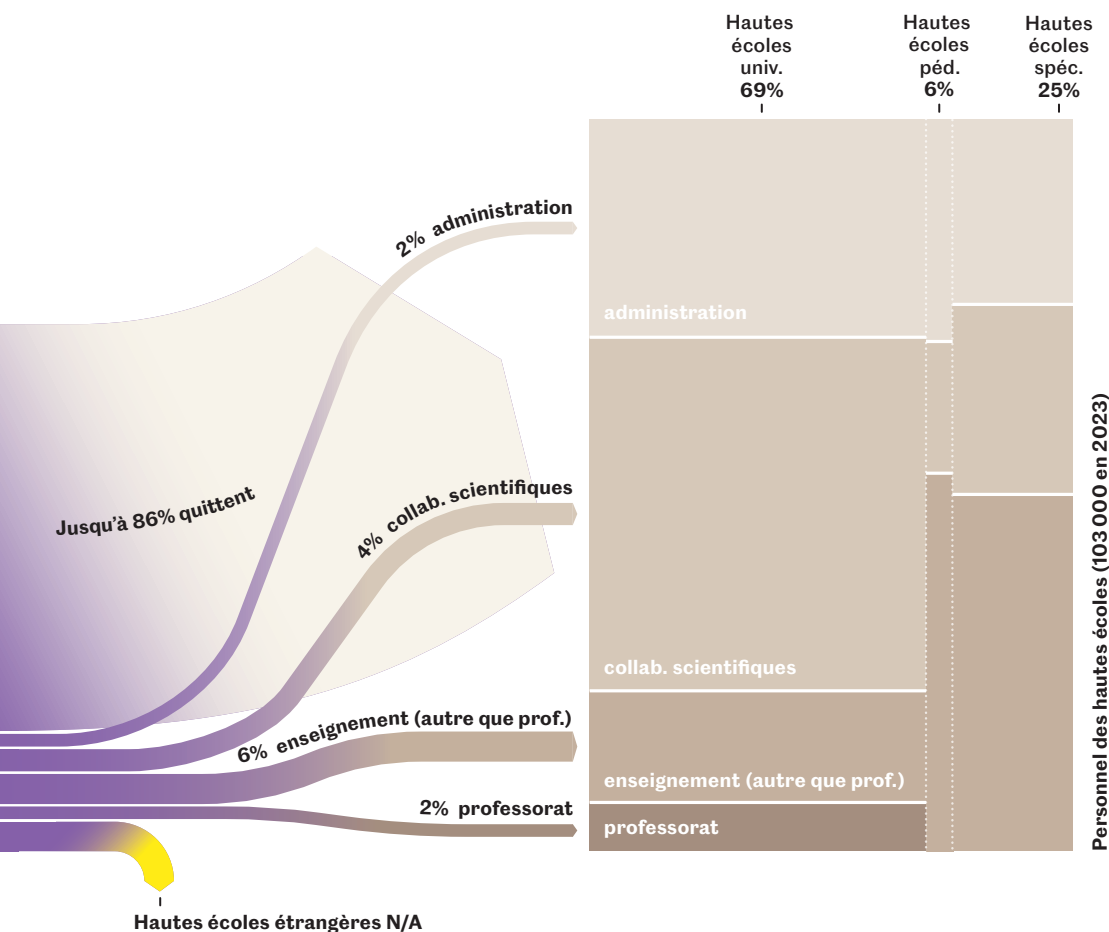 Hautes
écoles
univ.
69%
Hautes
écoles
péd.
6%
Hautes
écoles
spéc.
25%
2% administration
administration
Jusqu'à 86% quittent
4% collab. scientifiques
collab. scientifiques
6% enseignement (autre que prof.)
enseignement (autre que prof.)
2% professorat
professorat
Hautes écoles étrangères N/A
Personnel des hautes écoles (103 000 en 2023)